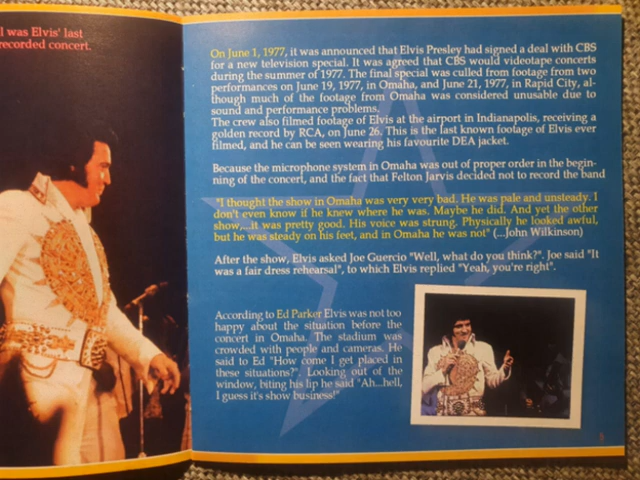 l was Elvis' last
recorded concert.
On June 1, 1977, it was announced that Elvis Presley had signed a deal with CBS
for a new television special. It was agreed that CBS would videotape concerts
during the summer of 1977. The final special was culled from footage from two
performances on June 19, 1977, in Omaha, and June 21, 1977, in Rapid City, al-
though much of the footage from Omaha was considered unusable due to
sound and performance problems.
The crew also filmed footage of Elvis at the airport in Indianapolis, receiving a
golden record by RCA, on June 26. This is the last known footage of Elvis ever
filmed, and he can be seen wearing his favourite DEA jacket.
Because the microphone system in Omaha was out of proper order in the begin-
ning of the concert, and the fact that Felton Jarvis decided not to record the band
"I thought the show in Omaha was very very bad. He was pale and unsteady. I
don't even know if he knew where he was. Maybe he did. And yet the other
show,...it was pretty good. His voice was strung. Physically he looked awful,
but he was steady on his feet, and in Omaha he was not" (...John Wilkinson)
After the show, Elvis asked Joe Guercio "Well, what do you think?". Joe said "It
was a fair dress rehearsal", to which Elvis replied "Yeah, you're right".
According to Ed Parker Elvis was not too
happy about the situation before the
concert in Omaha. The stadium was
crowded with people and cameras. He
said to Ed "How come I get placed in
these situations?". Looking out of the
window, biting his lip he said "Ah...hell,
I guess it's show business!"
5